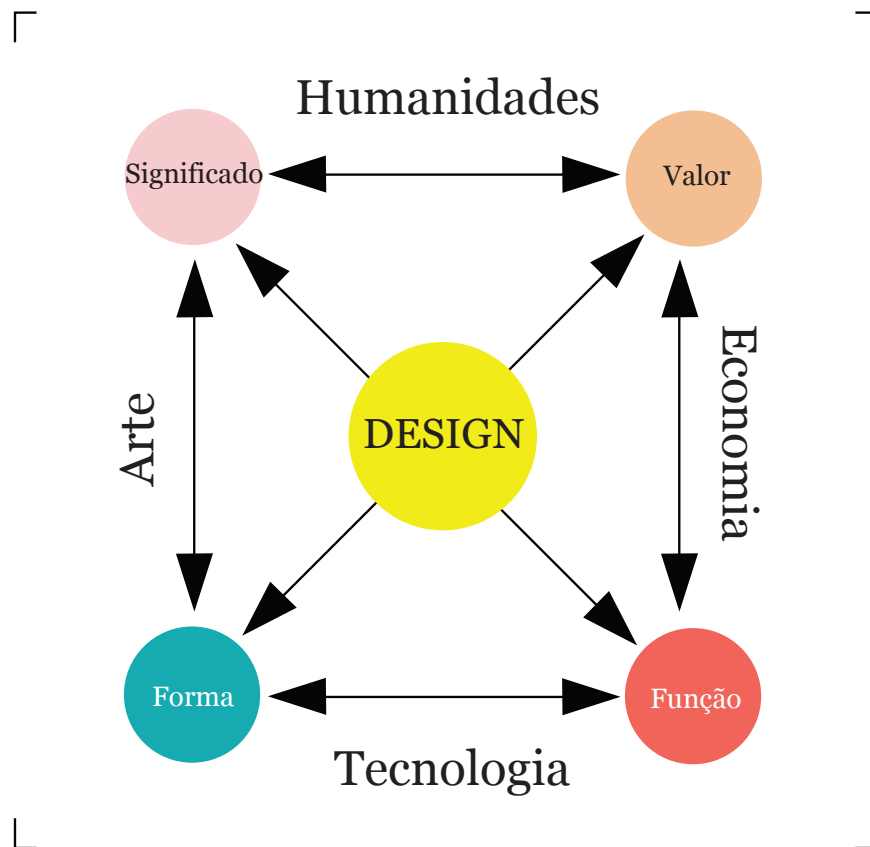 Humanidades
Significado
Valor
Arte
DESIGN
Economia
Forma
Função
Tecnologia